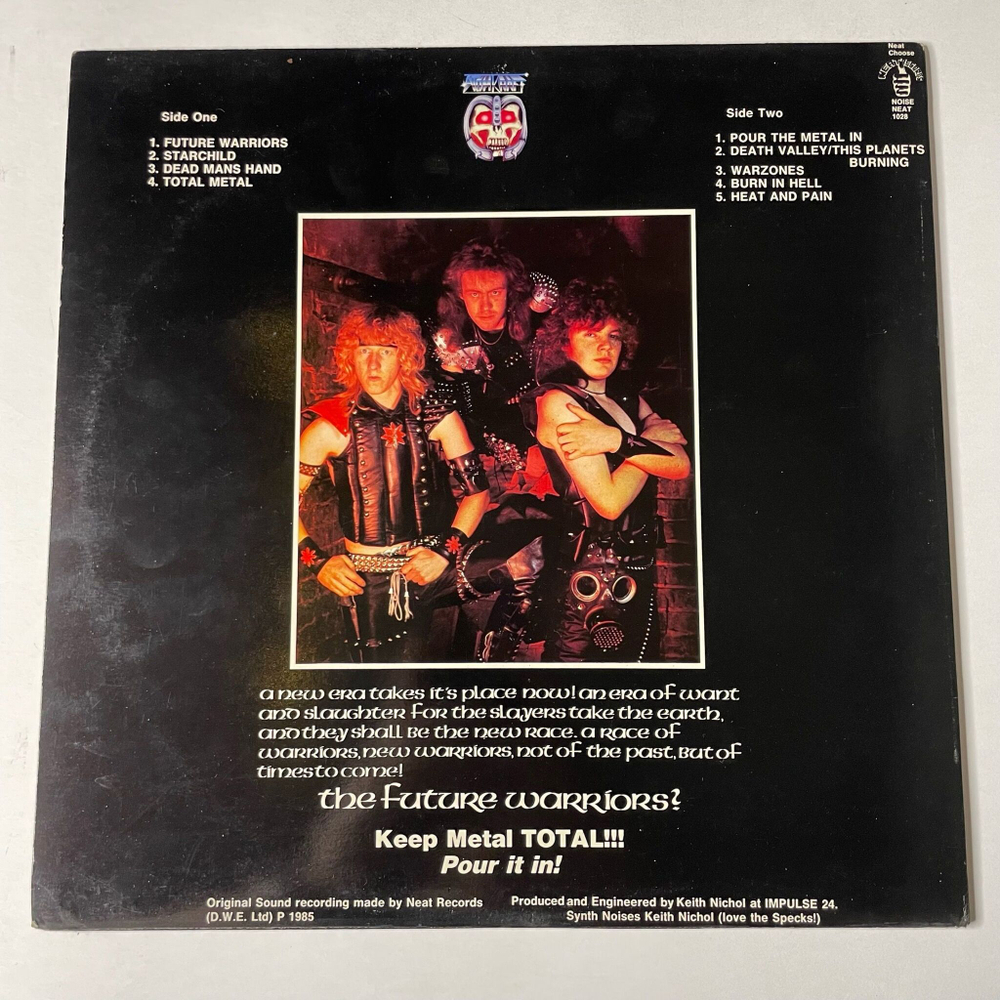 Neat
Choose
NOISE
NEAT
1028
Side One
1. FUTURE WARRIORS
2. STARCHILD
3. DEAD MANS HAND
4. TOTAL METAL
Side Two
1. POUR THE METAL IN
2. DEATH VALLEY/THIS PLANETS
BURNING
3. WARZONES
4. BURN IN HELL
5. HEAT AND PAIN
a new era takes it's place now! an era of want
and slaughter for the slayers take the earth,
and they shall be the new race. a race of
warriors, new warriors, not of the past, but of
times to come!
the future warriors?
Keep Metal TOTAL!!!
Pour it in!
Original Sound recording made by Neat Records
(D.W.E. Ltd) P 1985
Produced and Engineered by Keith Nichol at IMPULSE 24.
Synth Noises Keith Nichol (love the Specks!)